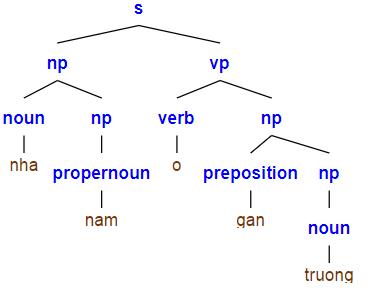 s
np vp
noun np verb np
nha propernoun o preposition np
nam gan noun
truong